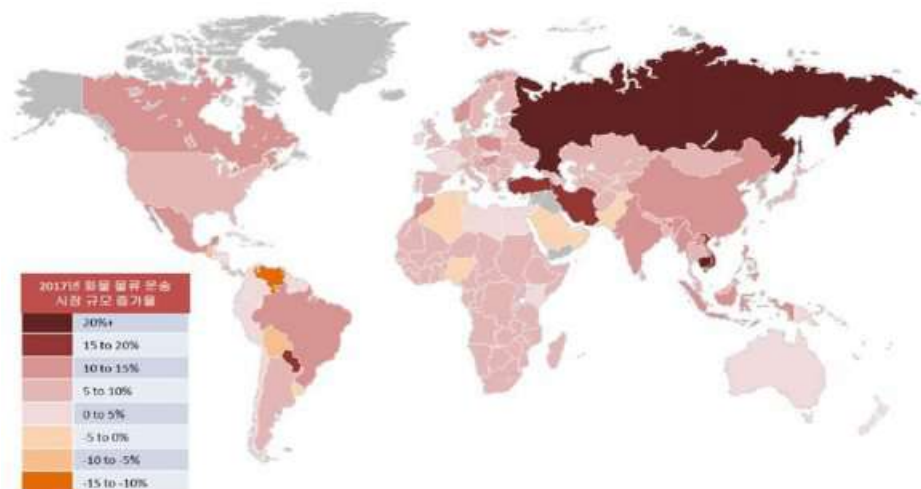 2017년 화물 물류 운송
시장 규모 증가율
20%+
15 to 20%
10 to 15%
5 to 10%
0 to 5%
-5 to 0%
-10 to -5%
-15 to -10%